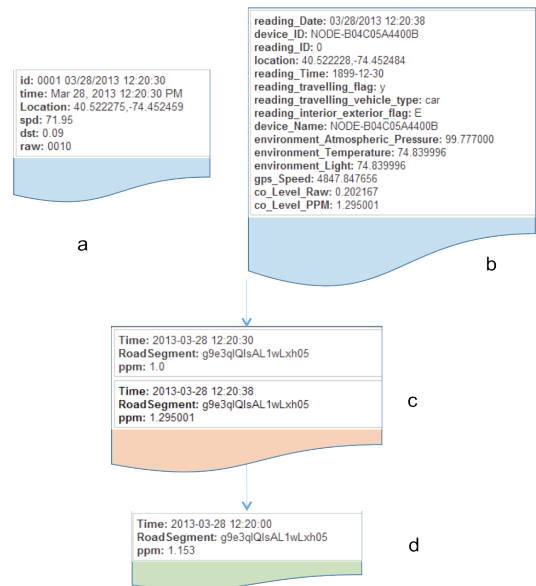 id: 0001 03/28/2013 12:20:30
time: Mar 28, 2013 12:20:30 PM
Location: 40.522275,-74.452459
spd: 71.95
dst: 0.09
raw: 0010
a
reading_Date: 03/28/2013 12:20:38
device_ID: NODE-B04C05A4400B
reading_ID: 0
location: 40.522228,-74.452484
reading_Time: 1899-12-30
reading_travelling_flag: y
reading_travelling_vehicle_type: car
reading_interior_exterior_flag: E
device_Name: NODE-B04C05A4400B
environment_Atmospheric_Pressure: 99.777000
environment_Temperature: 74.839996
environment_Light: 74.839996
gps_Speed: 4847.847656
co_Level_Raw: 0.202167
co_Level_PPM: 1.295001
b
Time: 2013-03-28 12:20:30
RoadSegment: g9e3qlQIsAL1wLxh05
ppm: 1.0
Time: 2013-03-28 12:20:38
RoadSegment: g9e3qlQIsAL1wLxh05
ppm: 1.295001
c
Time: 2013-03-28 12:20:00
RoadSegment: g9e3qlQIsAL1wLxh05
ppm: 1.153
d